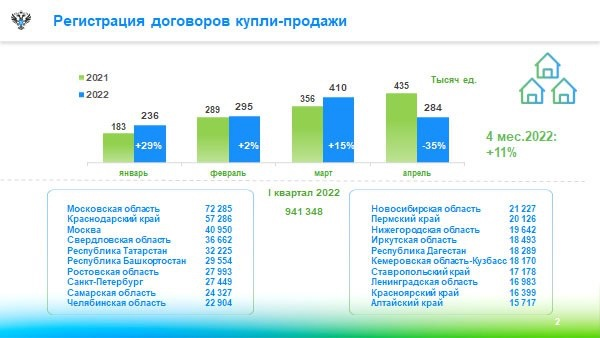 Регистрация договоров купли-продажи
2021
2022
Тысяч ед.
183
236
289
295
356
410
435
284
+29%
+2%
+15%
-35%
январь
февраль
март
апрель
4 мес.2022:
+11%
I квартал 2022
941 348
Московская область 72 285
Краснодарский край 57 286
Москва 40 950
Свердловская область 36 662
Республика Татарстан 32 225
Республика Башкортостан 29 554
Ростовская область 27 993
Санкт-Петербург 27 449
Самарская область 24 327
Челябинская область 22 904
Новосибирская область 21 227
Пермский край 20 126
Нижегородская область 19 642
Иркутская область 18 493
Республика Дагестан 18 289
Кемеровская область-Кузбасс 18 170
Ставропольский край 17 178
Ленинградская область 16 983
Красноярский край 16 399
Алтайский край 15 717
2